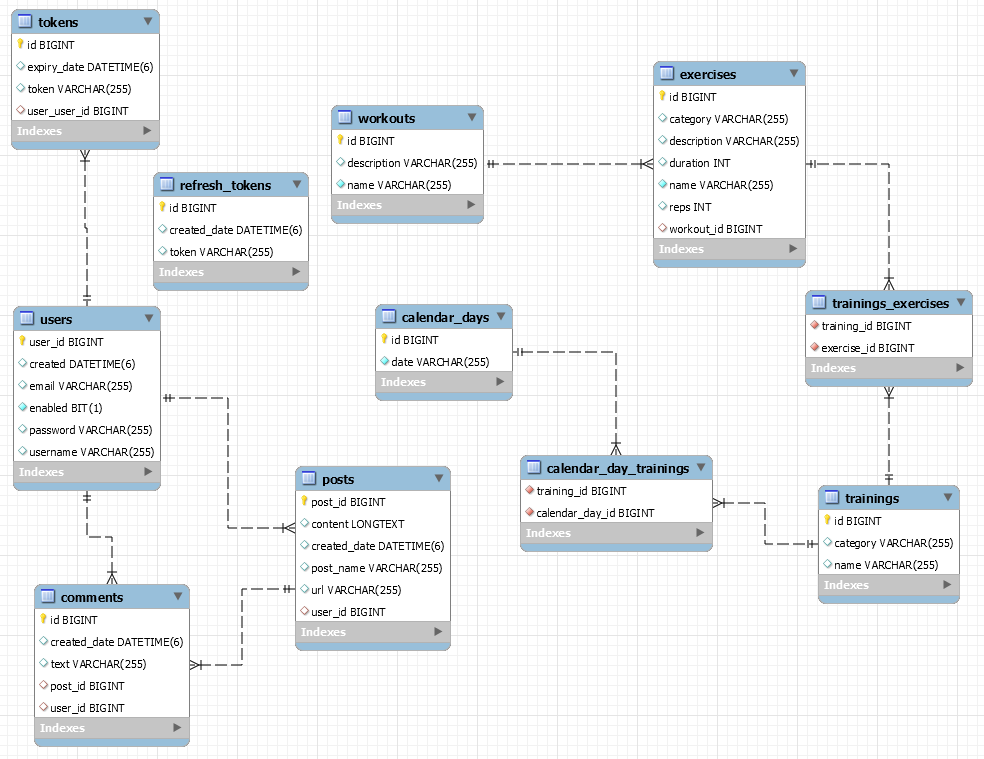 tokens
id BIGINT
expiry_date DATETIME(6)
token VARCHAR(255)
user_user_id BIGINT
Indexes
refresh_tokens
id BIGINT
created_date DATETIME(6)
token VARCHAR(255)
Indexes
workouts
id BIGINT
description VARCHAR(255)
name VARCHAR(255)
Indexes
exercises
id BIGINT
category VARCHAR(255)
description VARCHAR(255)
duration INT
name VARCHAR(255)
reps INT
workout_id BIGINT
Indexes
trainings_exercises
training_id BIGINT
exercise_id BIGINT
Indexes
users
user_id BIGINT
created DATETIME(6)
email VARCHAR(255)
enabled BIT(1)
password VARCHAR(255)
username VARCHAR(255)
Indexes
calendar_days
id BIGINT
date VARCHAR(255)
Indexes
posts
post_id BIGINT
content LONGTEXT
created_date DATETIME(6)
post_name VARCHAR(255)
url VARCHAR(255)
user_id BIGINT
Indexes
calendar_day_trainings
training_id BIGINT
calendar_day_id BIGINT
Indexes
trainings
id BIGINT
category VARCHAR(255)
name VARCHAR(255)
Indexes
comments
id BIGINT
created_date DATETIME(6)
text VARCHAR(255)
post_id BIGINT
user_id BIGINT
Indexes